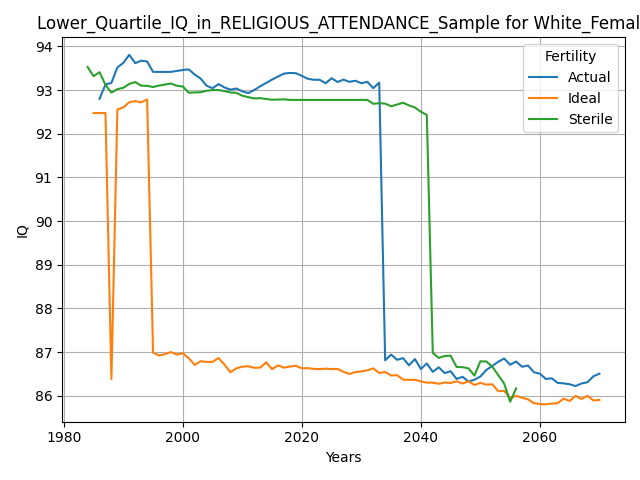 Lower_Quartile_IQ_in_RELIGIOUS_ATTENDANCE_Sample for White_Femal
94
93
92
91
90
89
88
87
86
IQ
Fertility
Actual
Ideal
Sterile
1980
2000
2020
2040
2060
Years